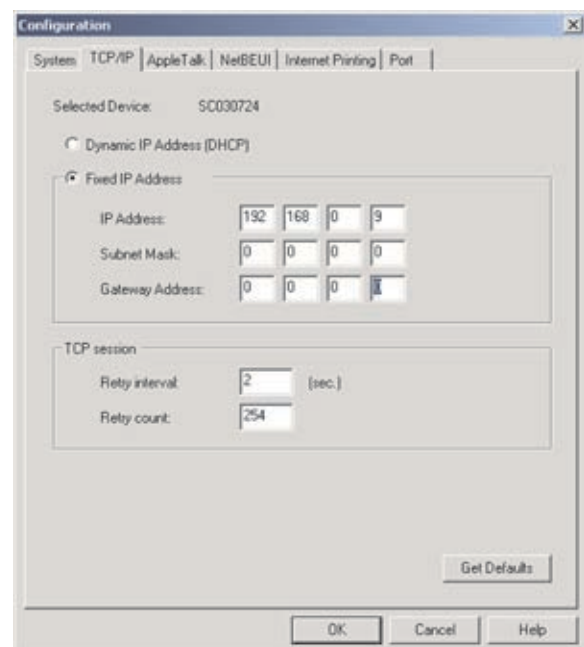 Configuration
System TCP/IP AppleTalk NetBEUI Internet Printing Port
Selected Device: SC030724
Dynamic IP Address (DHCP)
Fixed IP Address
IP Address: 192 168 0 9
Subnet Mask: 0 0 0 0
Gateway Address: 0 0 0 0
TCP session
Retry interval: 2 (sec.)
Retry count: 254
Get Defaults
OK Cancel Help